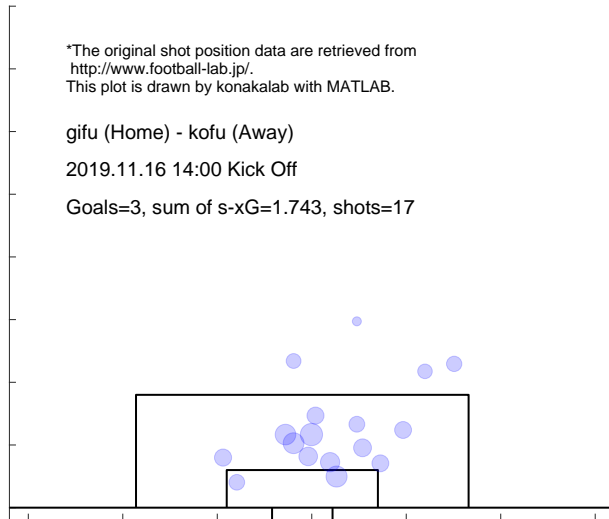 *The original shot position data are retrieved from
http://www.football-lab.jp/.
This plot is drawn by konakalab with MATLAB.
gifu (Home) - kofu (Away)
2019.11.16 14:00 Kick Off
Goals=3, sum of s-xG=1.743, shots=17